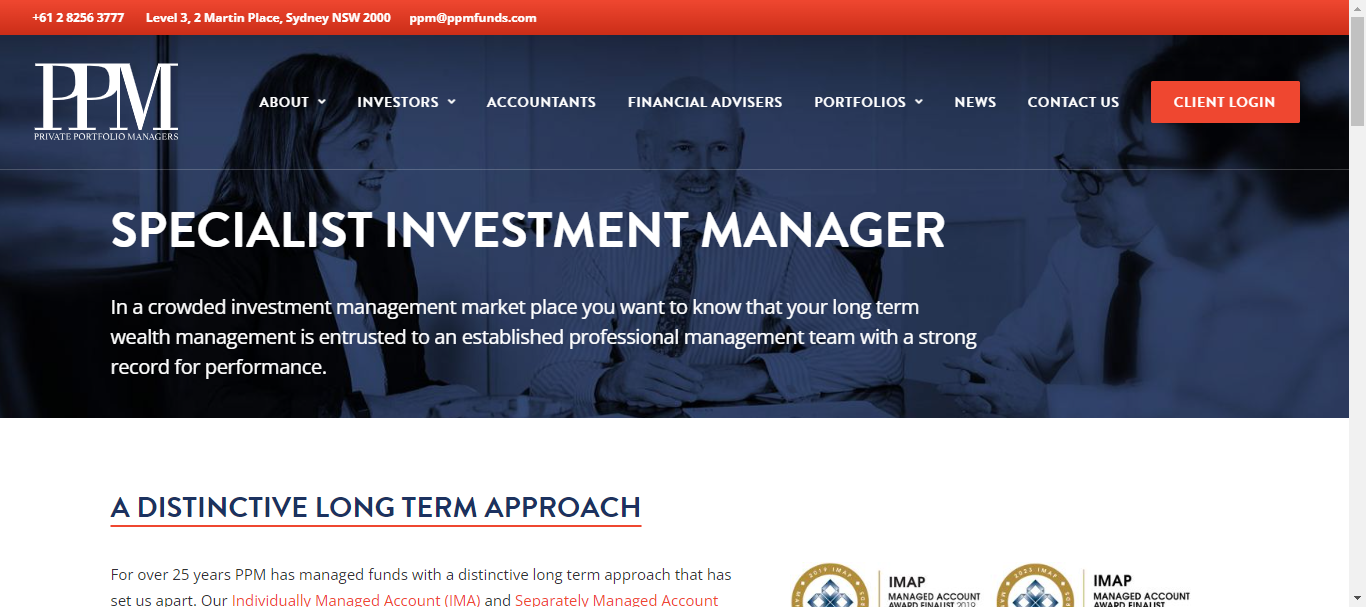 +61 2 8256 3777 Level 3, 2 Martin Place, Sydney NSW 2000 ppm@ppmfunds.com
PPM
PRIVATE PORTFOLIO MANAGERS
ABOUT INVESTORS ACCOUNTANTS FINANCIAL ADVISERS PORTFOLIOS NEWS CONTACT US CLIENT LOGIN
SPECIALIST INVESTMENT MANAGER
In a crowded investment management market place you want to know that your long term
wealth management is entrusted to an established professional management team with a strong
record for performance.
A DISTINCTIVE LONG TERM APPROACH
For over 25 years PPM has managed funds with a distinctive long term approach that has
set us apart. Our Individually Managed Account (IMA) and Separately Managed Account
2019 IMAP
IMAP
MANAGED ACCOUNT
AWARD FINALIST 2019
2023 IMAP
IMAP
MANAGED ACCOUNT
AWARD FINALIST